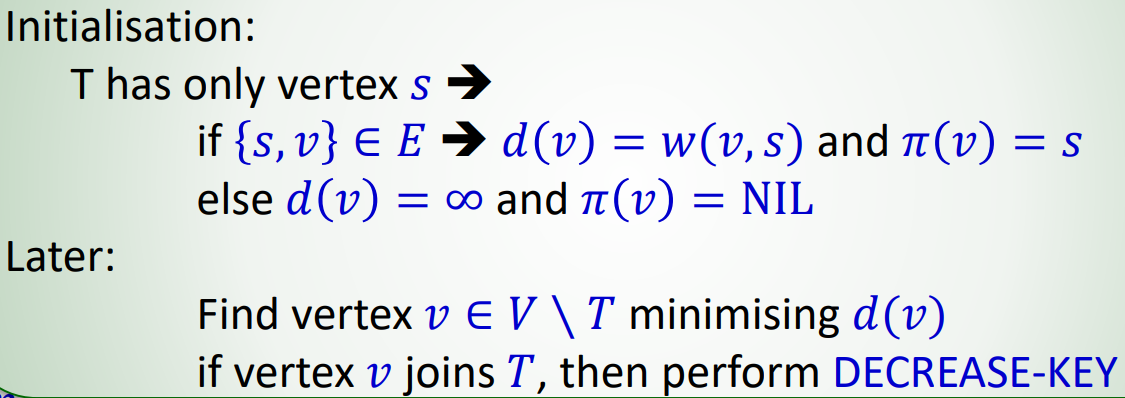 Initialisation:
T has only vertex s ➔
if {s, v} ∈ E ➔ d(v) = w(v, s) and π(v) = s
else d(v) = ∞ and π(v) = NIL
Later:
Find vertex v ∈ V \ T minimising d(v)
if vertex v joins T, then perform DECREASE-KEY